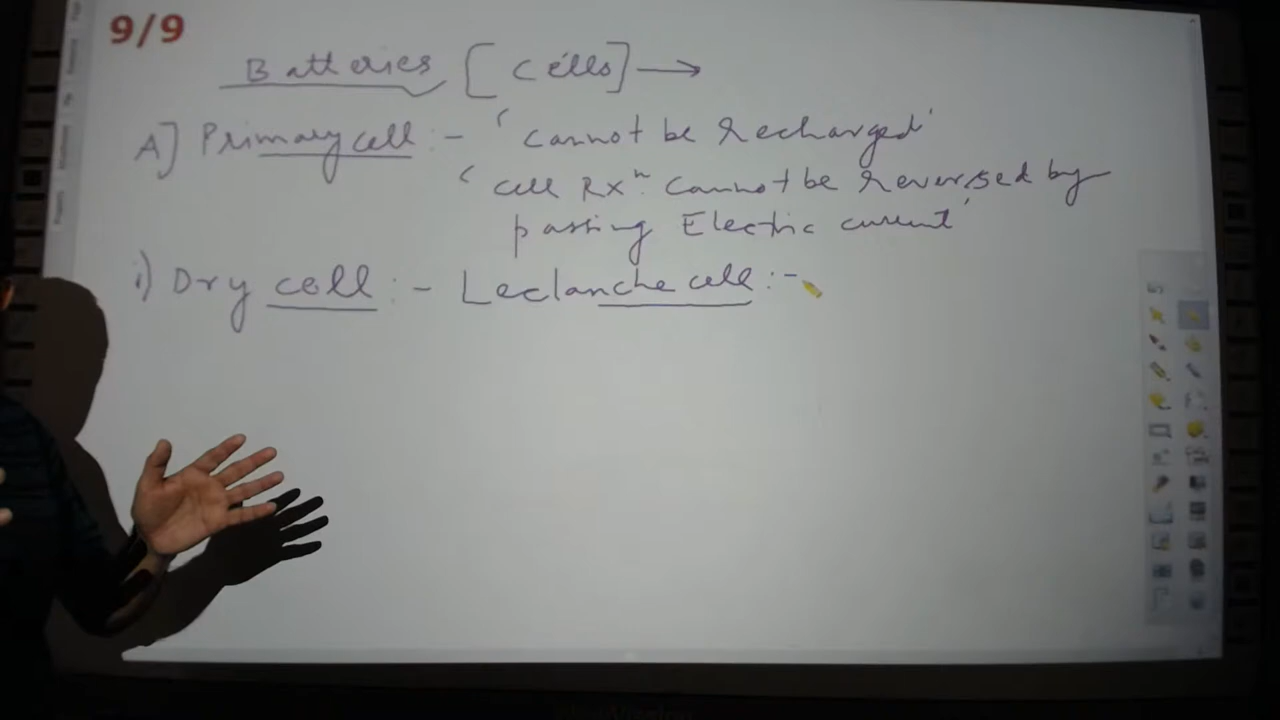 9/9
Batteries [Cells] →
A] Primary cell :- ‘cannot be recharged’
‘cell Rxⁿ. cannot be reversed by
passing Electric current’
i) Dry cell :- Leclanche cell :-